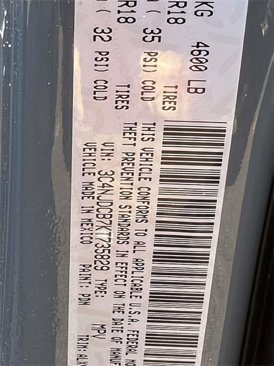 KG 4600 LB
R18 TIRES
( 35 PSI) COLD
R18 TIRES
( 32 PSI) COLD
THIS VEHICLE CONFORMS TO ALL APPLICABLE U.S.A. FEDERAL MO
THEFT PREVENTION STANDARDS IN EFFECT ON THE DATE OF MANUF
VIN: 3C4NJDCB7KT735829 TYPE: MPV
VEHICLE MADE IN MEXICO PAINT: PDN TRIM: